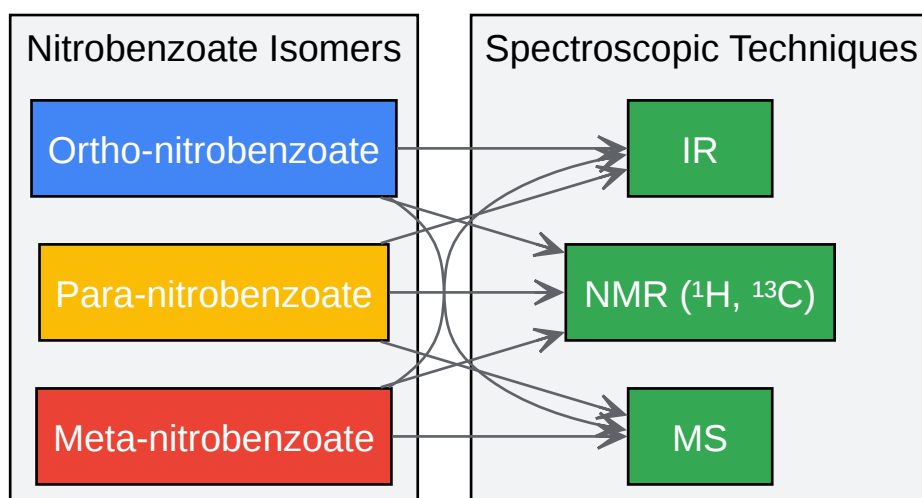 Nitrobenzoate Isomers
Ortho-nitrobenzoate
Para-nitrobenzoate
Meta-nitrobenzoate
Spectroscopic Techniques
IR
NMR (¹H, ¹³C)
MS